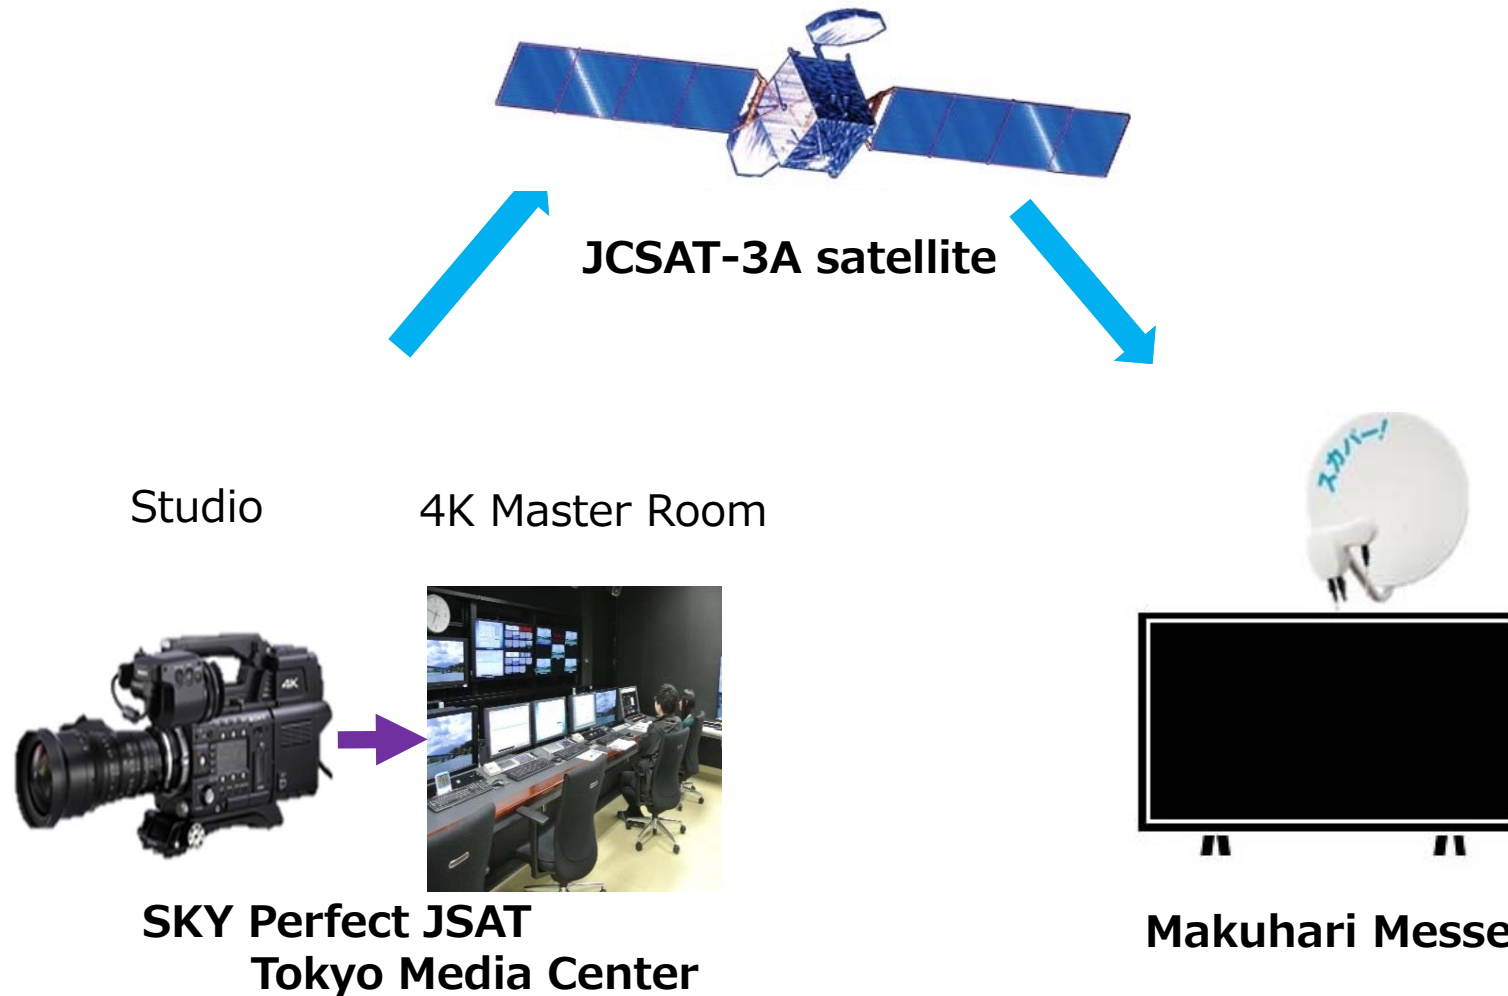 JCSAT-3A satellite
スカパー!
Studio
4K Master Room
4K
SKY Perfect JSAT
Tokyo Media Center
Makuhari Messe